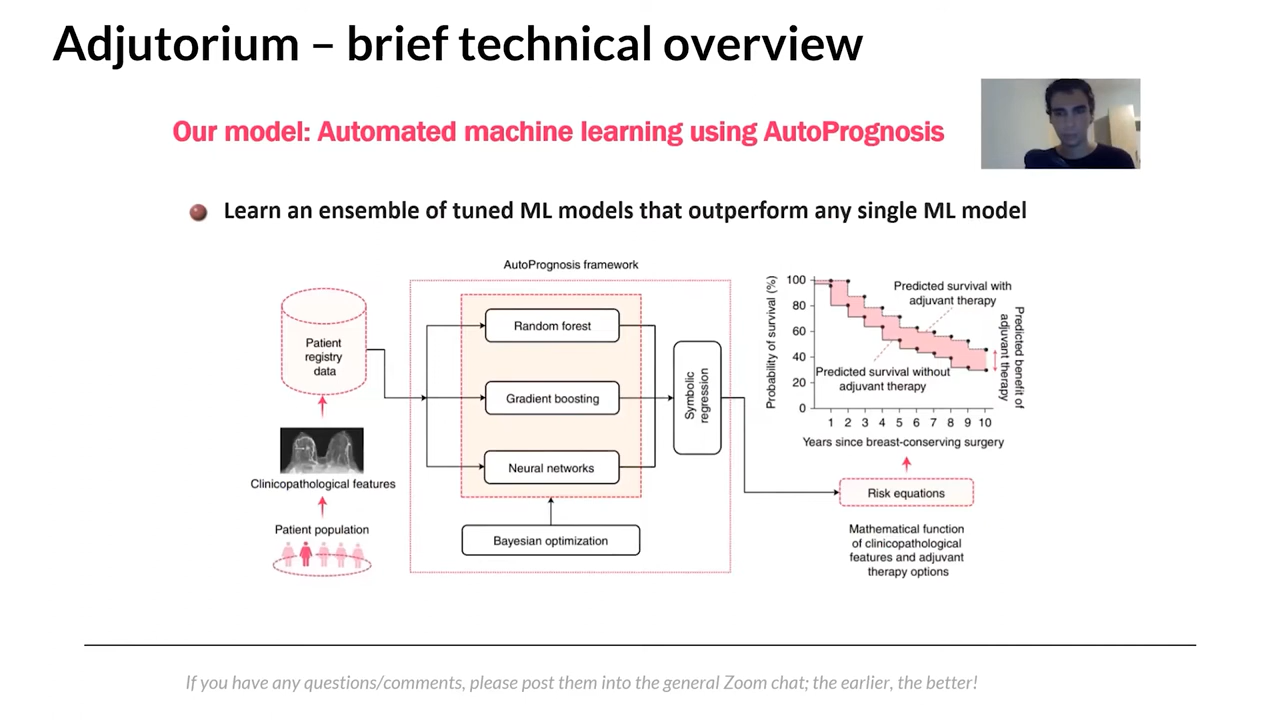 Adjutorium – brief technical overview
Our model: Automated machine learning using AutoPrognosis
Learn an ensemble of tuned ML models that outperform any single ML model
AutoPrognosis framework
Patient
registry
data
Clinicopathological features
Patient population
Random forest
Gradient boosting
Neural networks
Bayesian optimization
Symbolic
regression
Probability of survival (%)
100
80
60
40
20
0
Predicted survival with
adjuvant therapy
Predicted survival without
adjuvant therapy
Predicted benefit of
adjuvant therapy
1 2 3 4 5 6 7 8 9 10
Years since breast-conserving surgery
Risk equations
Mathematical function
of clinicopathological
features and adjuvant
therapy options
If you have any questions/comments, please post them into the general Zoom chat; the earlier, the better!